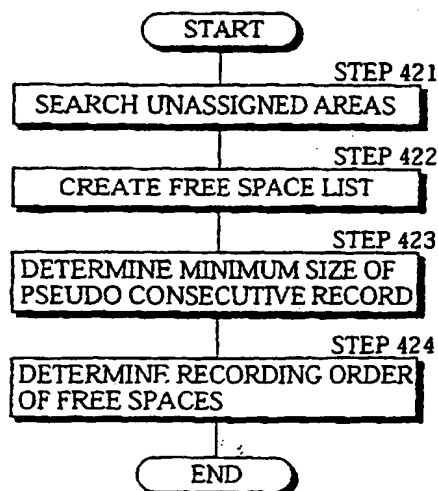 START
STEP 421
SEARCH UNASSIGNED AREAS
STEP 422
CREATE FREE SPACE LIST
STEP 423
DETERMINE MINIMUM SIZE OF
PSEUDO CONSECUTIVE RECORD
STEP 424
DETERMINE RECORDING ORDER
OF FREE SPACES
END